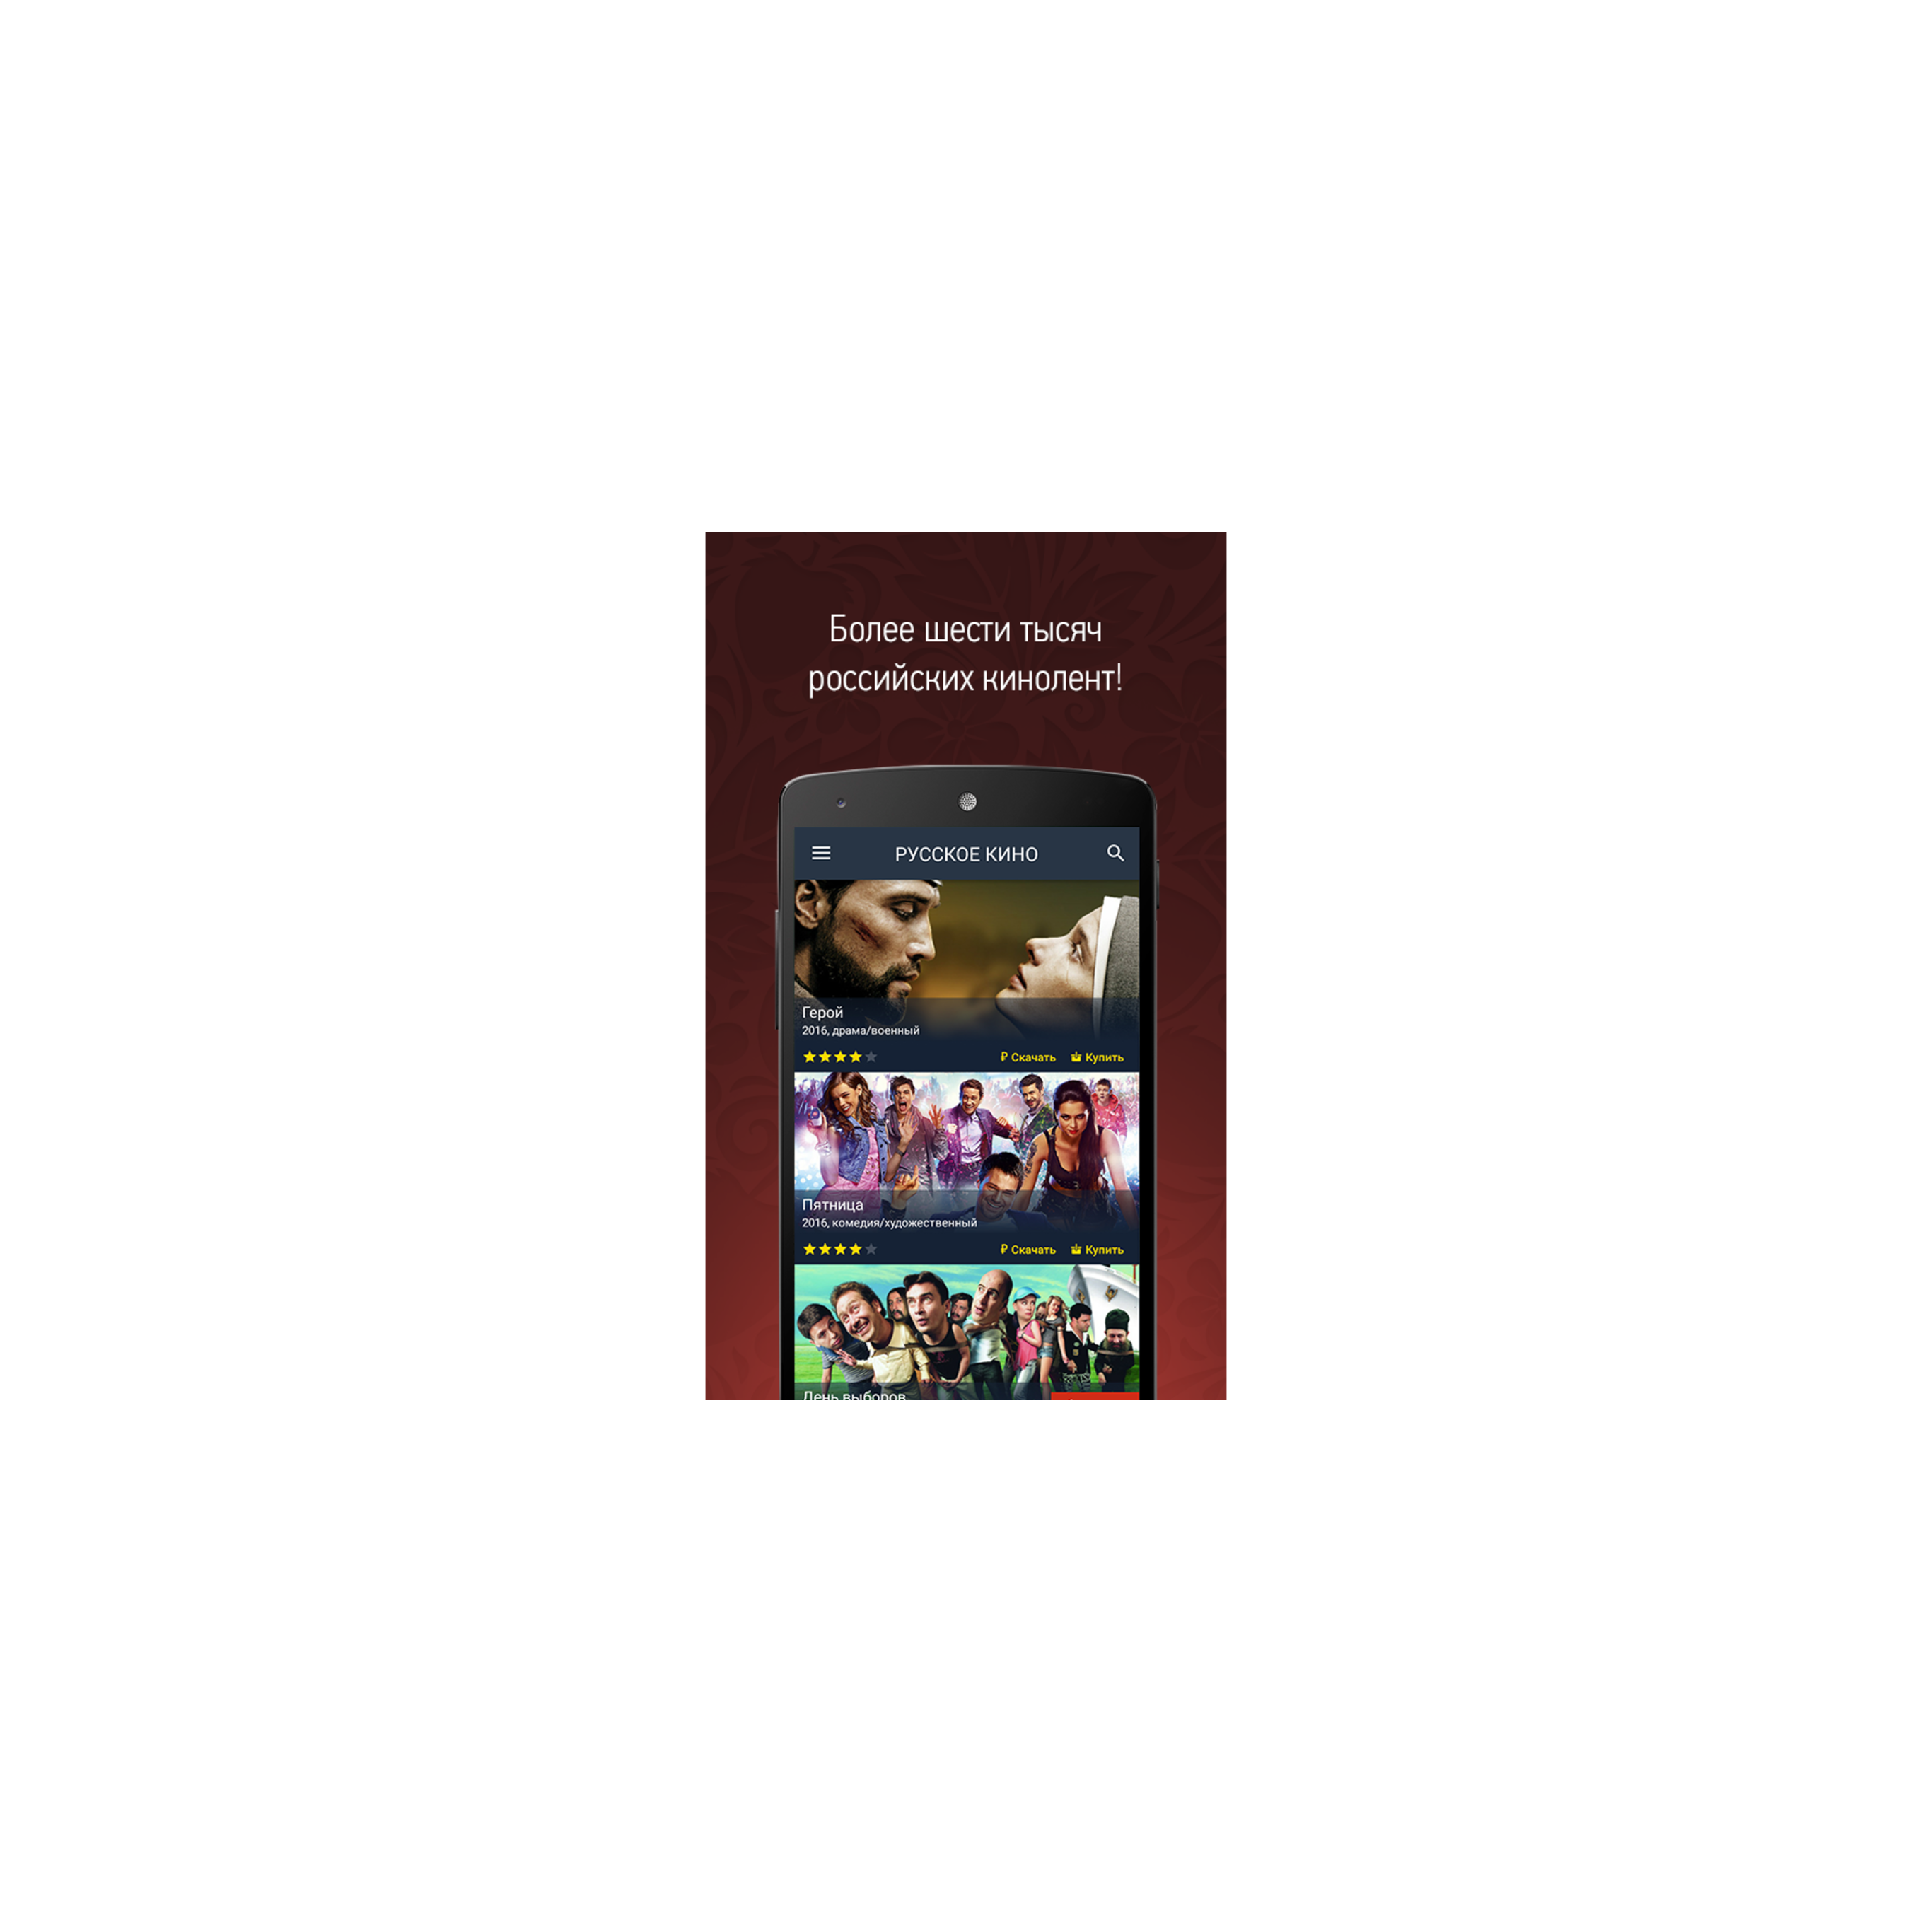 Более шести тысяч
российских кинолент!
РУССКОЕ КИНО
Герой
2016, драма/военный
₽ Скачать Купить
Пятница
2016, комедия/художественный
₽ Скачать Купить
День выборов